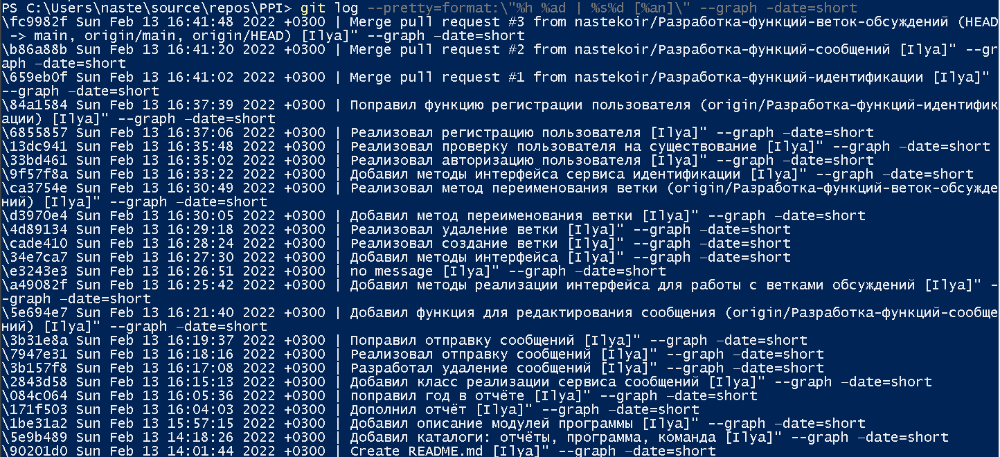 PS C:\Users\naste\source\repos\PPI> git log --pretty=format:\"%h %ad | %s%d [%an]\" --graph -date=short
\fc9982f Sun Feb 13 16:41:48 2022 +0300 | Merge pull request #3 from nastekoir/Разработка-функций-веток-обсуждений (HEAD
 -> main, origin/main, origin/HEAD) [Ilya]" --graph –date=short
\b86a88b Sun Feb 13 16:41:20 2022 +0300 | Merge pull request #2 from nastekoir/Разработка-функций-сообщений [Ilya]" --gr
aph –date=short
\659eb0f Sun Feb 13 16:41:02 2022 +0300 | Merge pull request #1 from nastekoir/Разработка-функций-идентификации [Ilya]"
--graph –date=short
\84a1584 Sun Feb 13 16:37:39 2022 +0300 | Поправил функцию регистрации пользователя (origin/Разработка-функций-идентифик
ации) [Ilya]" --graph –date=short
\6855857 Sun Feb 13 16:37:06 2022 +0300 | Реализовал регистрацию пользователя [Ilya]" --graph –date=short
\13dc941 Sun Feb 13 16:35:48 2022 +0300 | Реализовал проверку пользователя на существование [Ilya]" --graph –date=short
\33bd461 Sun Feb 13 16:35:02 2022 +0300 | Реализовал авторизацию пользователя [Ilya]" --graph –date=short
\9f57f8a Sun Feb 13 16:33:22 2022 +0300 | Добавил методы интерфейса сервиса идентификации [Ilya]" --graph –date=short
\ca3754e Sun Feb 13 16:30:49 2022 +0300 | Реализовал метод переименования ветки (origin/Разработка-функций-веток-обсужде
ний) [Ilya]" --graph –date=short
\d3970e4 Sun Feb 13 16:30:05 2022 +0300 | Добавил метод переименования ветки [Ilya]" --graph –date=short
\4d89134 Sun Feb 13 16:29:18 2022 +0300 | Реализовал удаление ветки [Ilya]" --graph –date=short
\cade410 Sun Feb 13 16:28:24 2022 +0300 | Реализовал создание ветки [Ilya]" --graph –date=short
\34e7ca7 Sun Feb 13 16:27:30 2022 +0300 | Добавил методы интерфейса [Ilya]" --graph –date=short
\e3243e3 Sun Feb 13 16:26:51 2022 +0300 | no message [Ilya]" --graph –date=short
\a49082f Sun Feb 13 16:25:42 2022 +0300 | Добавил методы реализации интерфейса для работы с ветками обсуждений [Ilya]" -
-graph –date=short
\5e694e7 Sun Feb 13 16:21:40 2022 +0300 | Добавил функция для редактирования сообщения (origin/Разработка-функций-сообще
ний) [Ilya]" --graph –date=short
\3b31e8a Sun Feb 13 16:19:37 2022 +0300 | Поправил отправку сообщений [Ilya]" --graph –date=short
\7947e31 Sun Feb 13 16:18:16 2022 +0300 | Реализовал отправку сообщений [Ilya]" --graph –date=short
\3b157f8 Sun Feb 13 16:17:08 2022 +0300 | Разработал удаление сообщений [Ilya]" --graph –date=short
\2843d58 Sun Feb 13 16:15:13 2022 +0300 | Добавил класс реализации сервиса сообщений [Ilya]" --graph –date=short
\084c064 Sun Feb 13 16:05:36 2022 +0300 | поправил год в отчёте [Ilya]" --graph –date=short
\171f503 Sun Feb 13 16:04:03 2022 +0300 | Дополнил отчёт [Ilya]" --graph –date=short
\1be31a2 Sun Feb 13 15:57:15 2022 +0300 | Добавил описание модулей программы [Ilya]" --graph –date=short
\5e9b489 Sun Feb 13 14:18:26 2022 +0300 | Добавил каталоги: отчёты, программа, команда [Ilya]" --graph –date=short
\90201d0 Sun Feb 13 14:01:44 2022 +0300 | Create README.md [Ilya]" --graph –date=short